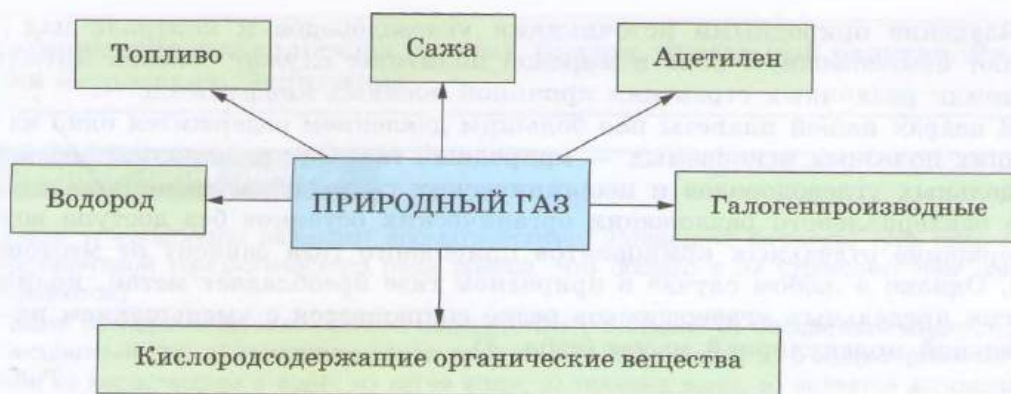 Топливо
Сажа
Ацетилен
Водород
ПРИРОДНЫЙ ГАЗ
Галогенпроизводные
Кислородсодержащие органические вещества